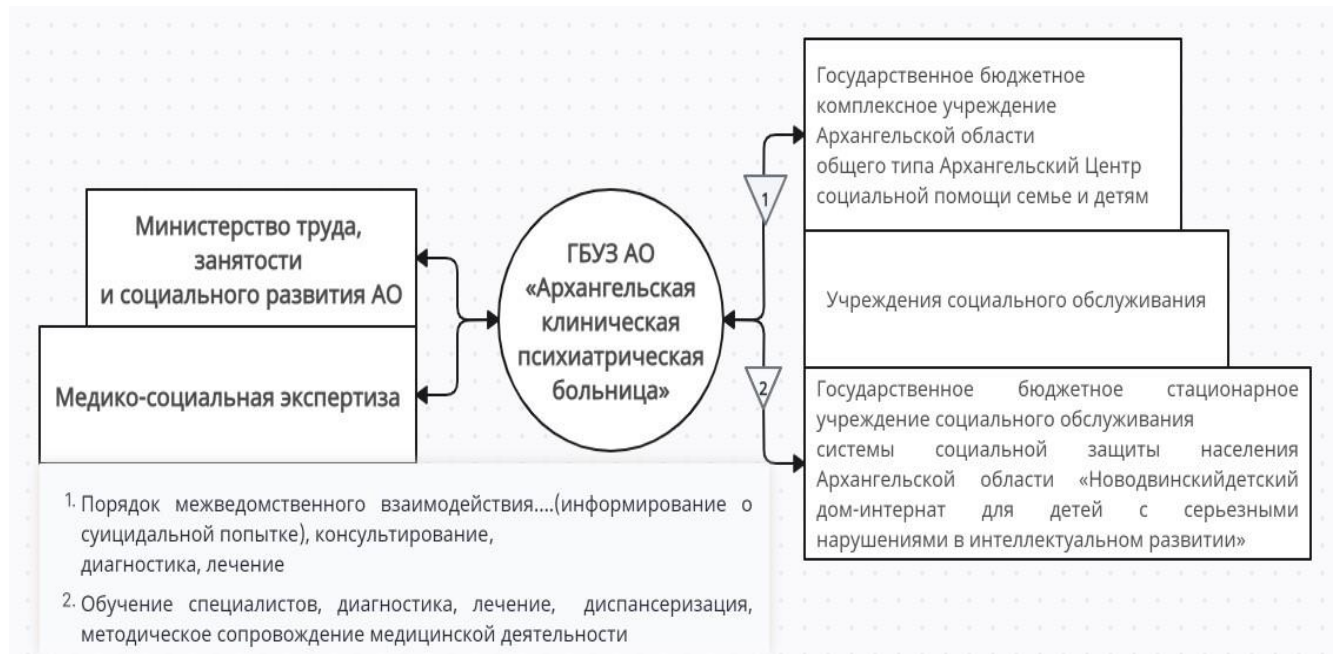 Министерство труда,
занятости
и социального развития АО
Медико-социальная экспертиза
ГБУЗ АО
«Архангельская
клиническая
психиатрическая
больница»
1
2
Государственное бюджетное
комплексное учреждение
Архангельской области
общего типа Архангельский Центр
социальной помощи семье и детям
Учреждения социального обслуживания
Государственное бюджетное стационарное
учреждение социального обслуживания
системы социальной защиты населения
Архангельской области «Новодвинскийдетский
дом-интернат для детей с серьезными
нарушениями в интеллектуальном развитии»
1. Порядок межведомственного взаимодействия....(информирование о
суицидальной попытке), консультирование,
диагностика, лечение
2. Обучение специалистов, диагностика, лечение, диспансеризация,
методическое сопровождение медицинской деятельности